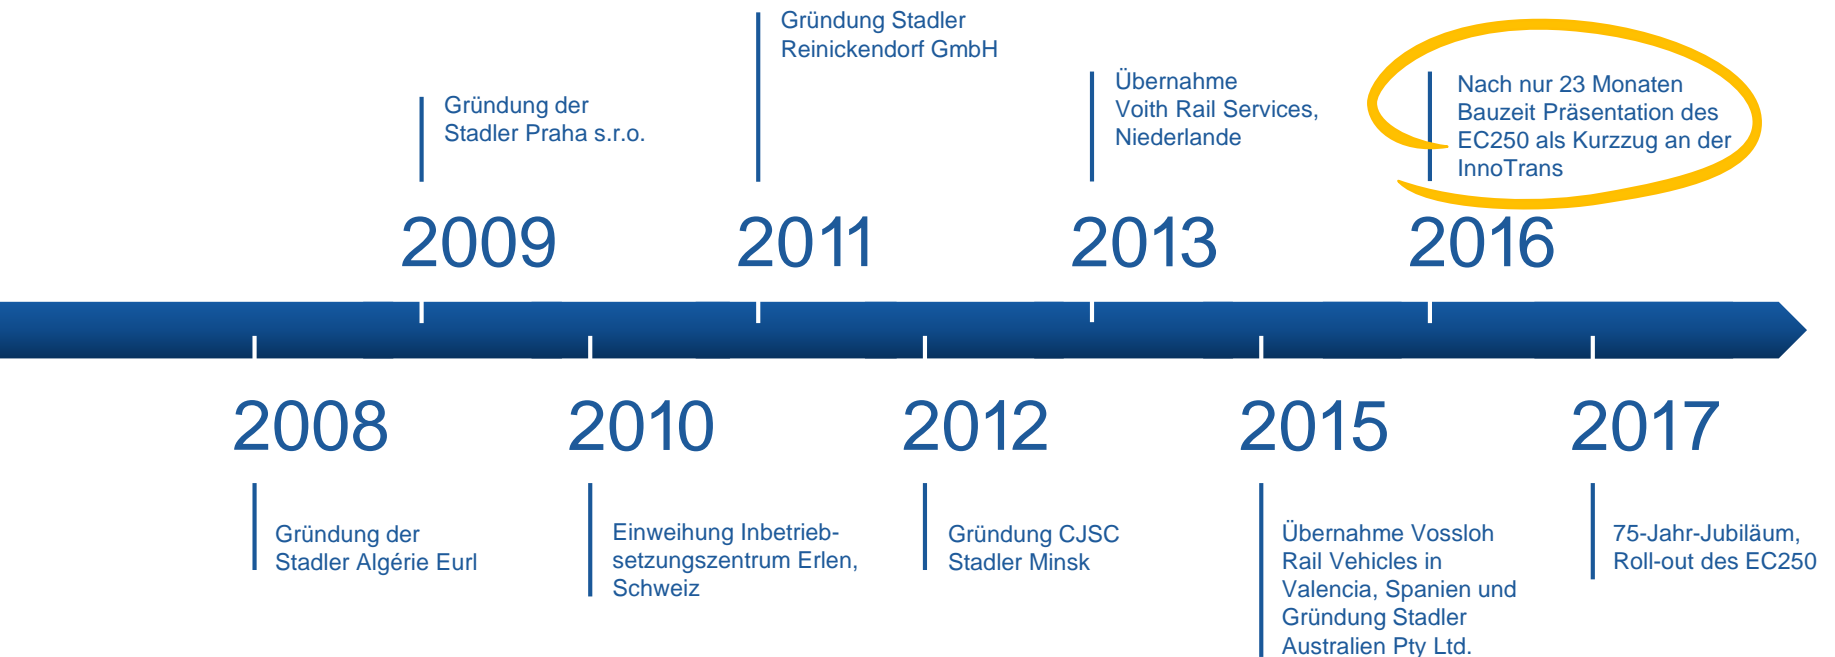 Gründung Stadler
Reinickendorf GmbH
Gründung der
Stadler Praha s.r.o.
Übernahme
Voith Rail Services,
Niederlande
Nach nur 23 Monaten
Bauzeit Präsentation des
EC250 als Kurzzug an der
InnoTrans
2009
2011
2013
2016
2008
2010
2012
2015
2017
Gründung der
Stadler Algérie Eurl
Einweihung Inbetrieb-
setzungszentrum Erlen,
Schweiz
Gründung CJSC
Stadler Minsk
Übernahme Vossloh
Rail Vehicles in
Valencia, Spanien und
Gründung Stadler
Australien Pty Ltd.
75-Jahr-Jubiläum,
Roll-out des EC250